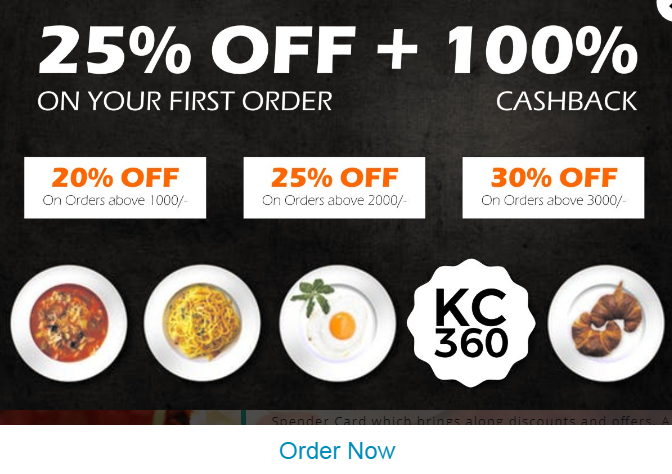 25% OFF + 100%
ON YOUR FIRST ORDER CASHBACK
20% OFF 25% OFF 30% OFF
On Orders above 1000/- On Orders above 2000/- On Orders above 3000/-
KC
360
Spender Card which brings along discounts and offers.
Order Now